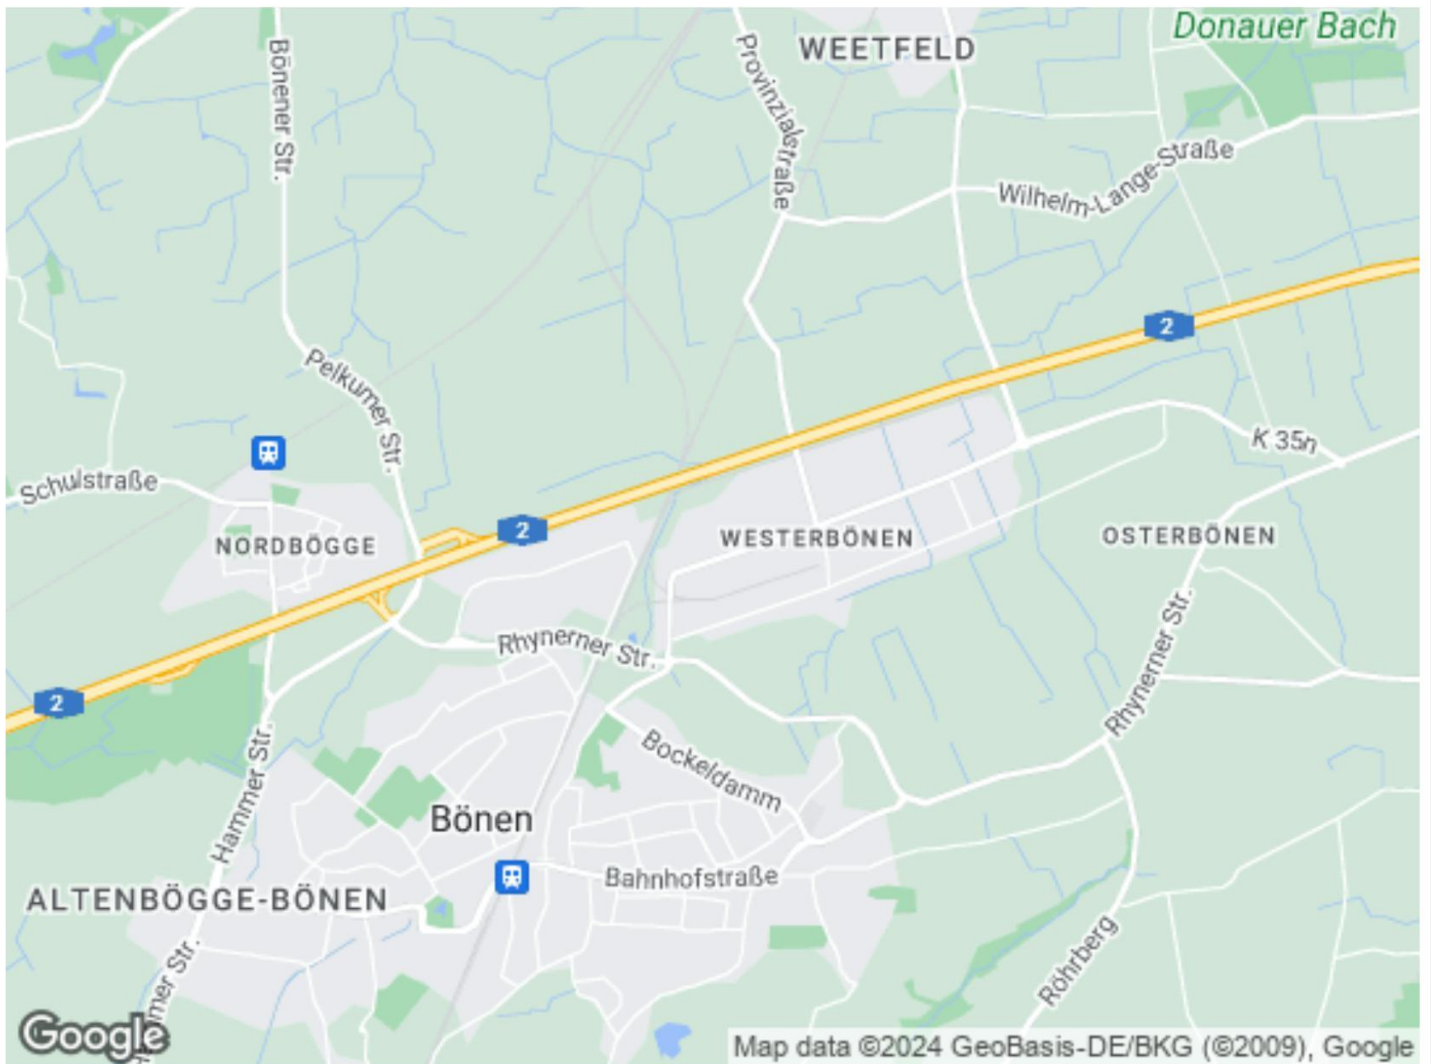 Donauer Bach
WEETFELD
Bönener Str.
Provinzialstraße
Wilhelm-Lange-Straße
2
Pelkumer Str.
K 35n
Schulstraße
2
NORDBÖGGE
WESTERBÖNEN
OSTERBÖNEN
Rhynerner Str.
Rhynerner Str.
2
Bockeldamm
Hammer Str.
Bönen
Bahnhofstraße
ALTENBÖGGE-BÖNEN
Röhrberg
Hammer Str.
Google
Map data ©2024 GeoBasis-DE/BKG (©2009), Google